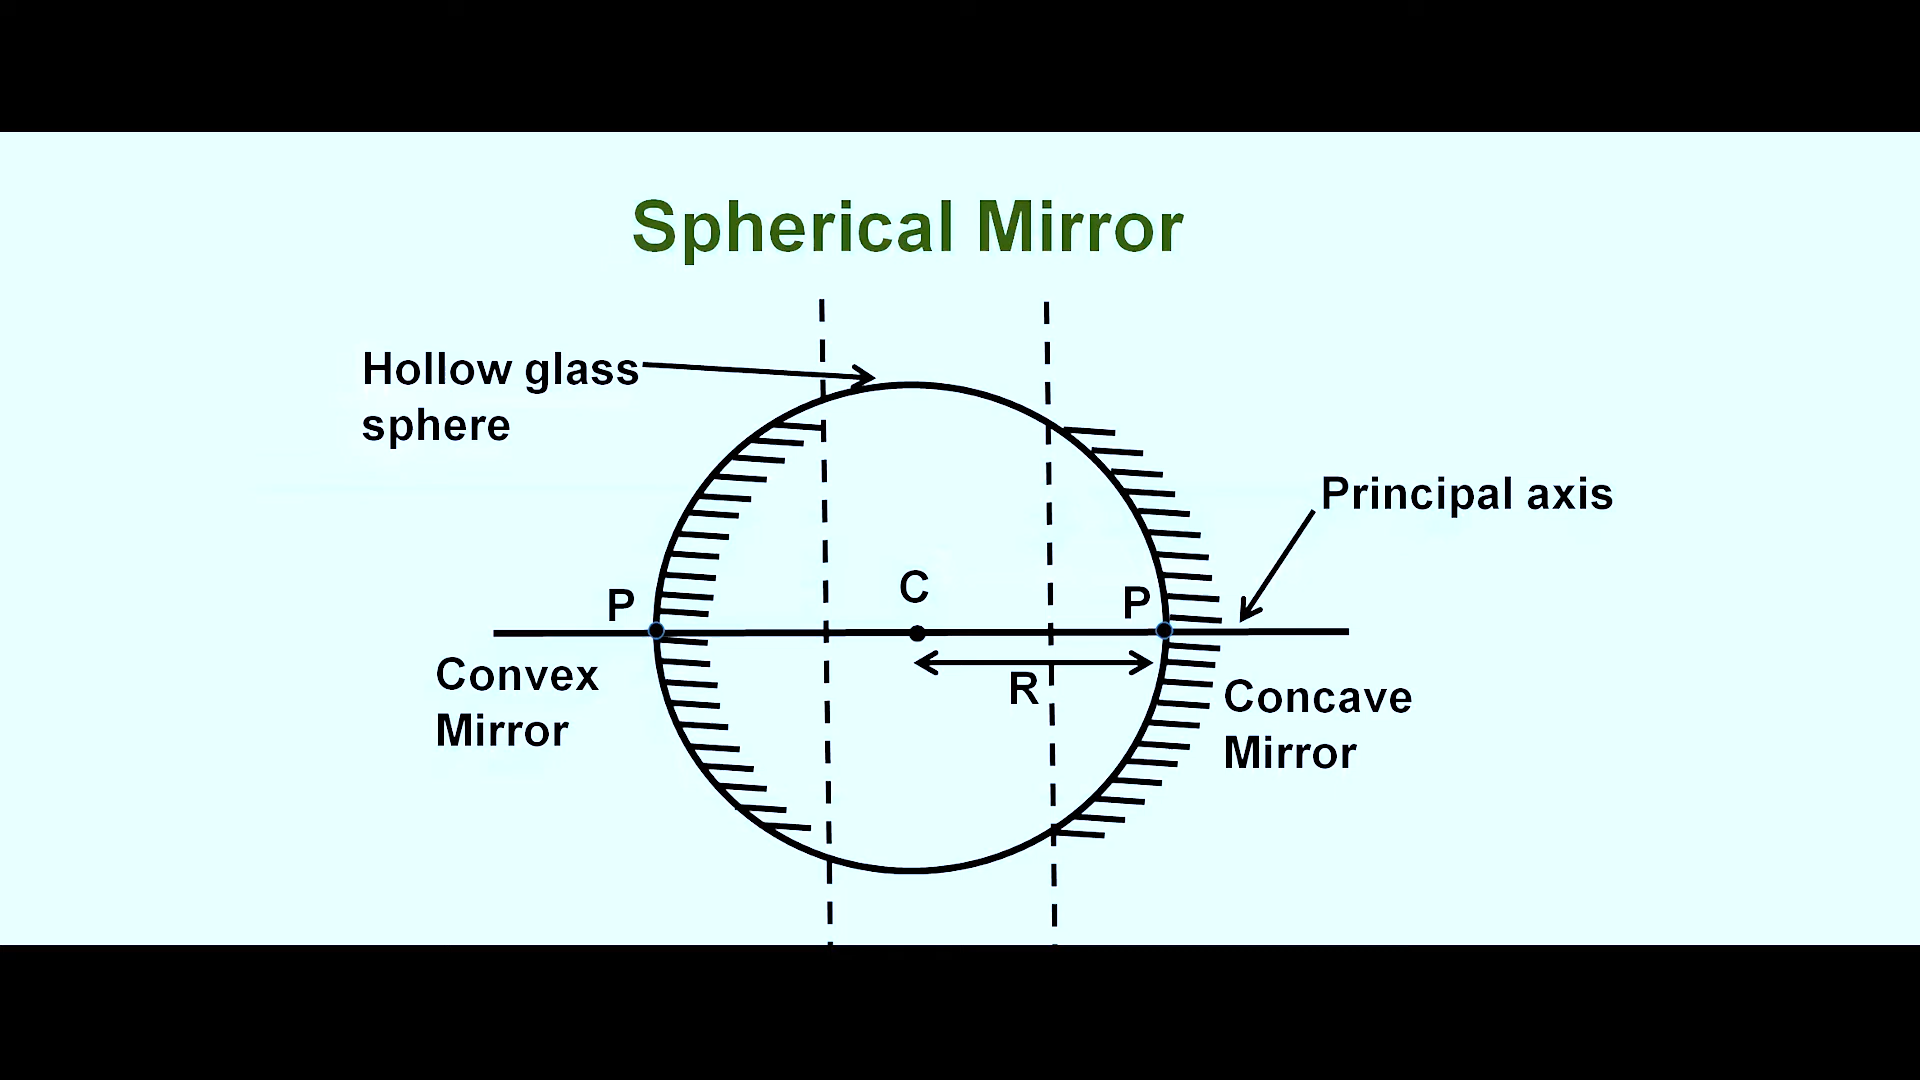 Spherical Mirror
Hollow glass
sphere
Principal axis
C
P
P
Convex
Mirror
R
Concave
Mirror